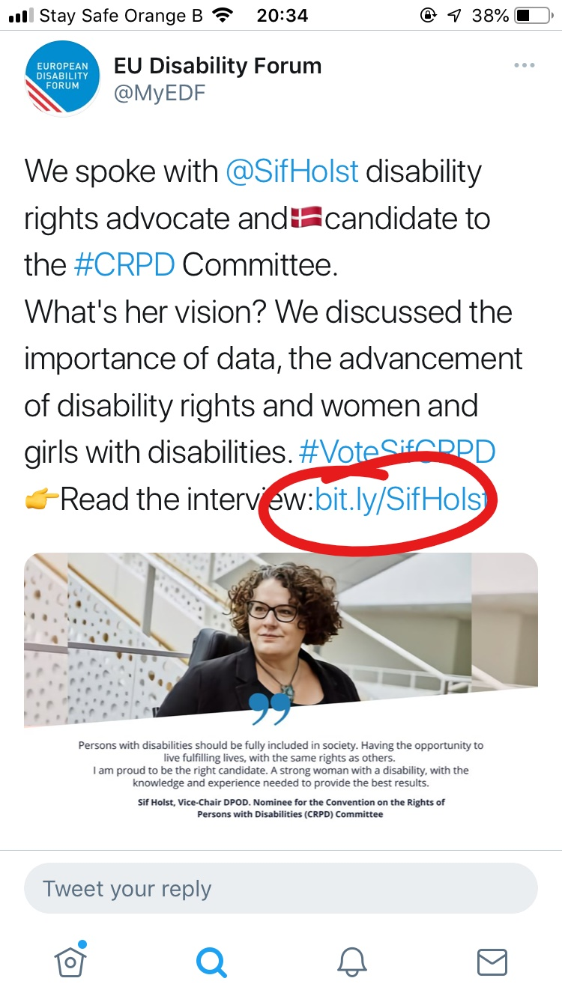 Stay Safe Orange B 20:34 38%
EUROPEAN
DISABILITY
FORUM
EU Disability Forum
@MyEDF
We spoke with @SifHolst disability
rights advocate and🇩🇰candidate to
the #CRPD Committee.
What's her vision? We discussed the
importance of data, the advancement
of disability rights and women and
girls with disabilities. #VoteSifCRPD
👉Read the interview:bit.ly/SifHolst
Persons with disabilities should be fully included in society. Having the opportunity to
live fulfilling lives, with the same rights as others.
I am proud to be the right candidate. A strong woman with a disability, with the
knowledge and experience needed to provide the best results.
Sif Holst, Vice-Chair DPOD. Nominee for the Convention on the Rights of
Persons with Disabilities (CRPD) Committee
Tweet your reply